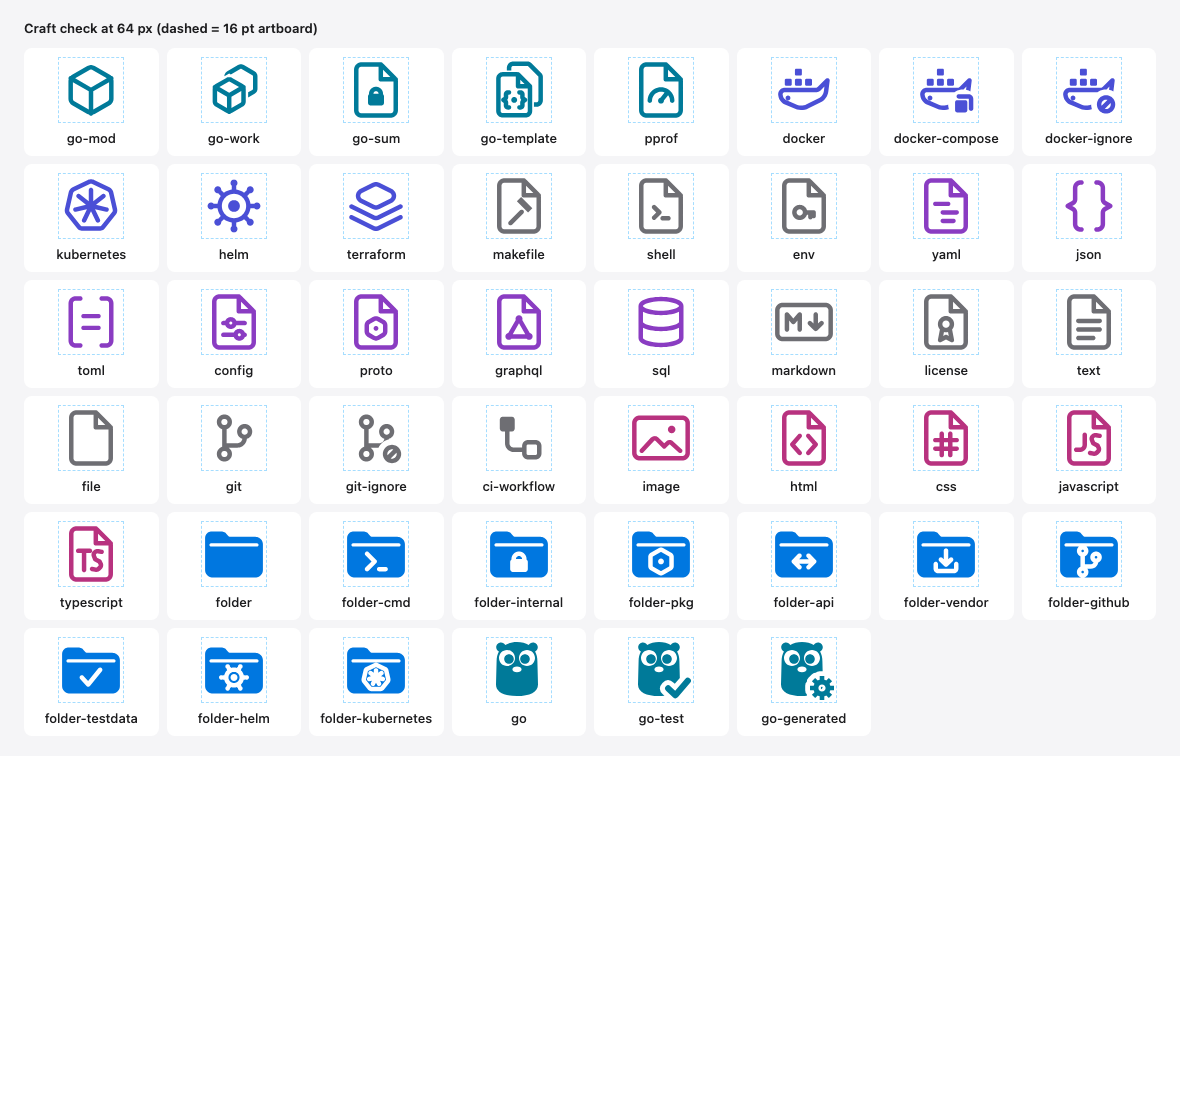 Craft check at 64 px (dashed = 16 pt artboard)
go-mod go-work go-sum go-template pprof docker docker-compose docker-ignore
kubernetes helm terraform makefile shell env yaml json
M
toml config proto graphql sql markdown license text
JS
file git git-ignore ci-workflow image html css javascript
TS
typescript folder folder-cmd folder-internal folder-pkg folder-api folder-vendor folder-github
folder-testdata folder-helm folder-kubernetes go go-test go-generated